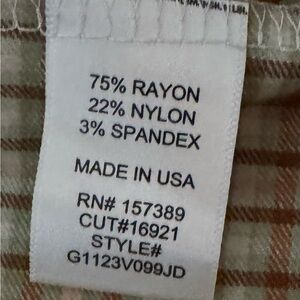 75% RAYON
22% NYLON
3% SPANDEX
MADE IN USA
RN# 157389
CUT#16921
STYLE#
G1123V099JD